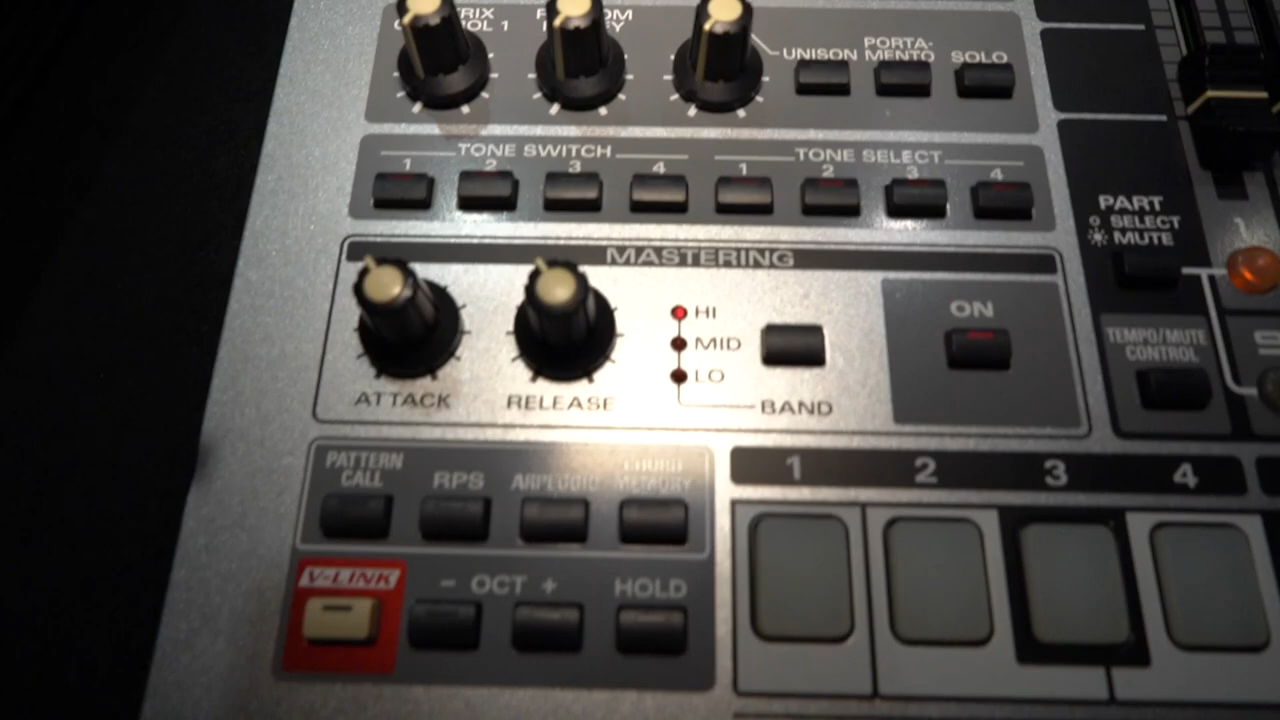 UNISON
PORTA-
MENTO
SOLO
TONE SWITCH
TONE SELECT
1 2 3 4 1 2 3 4
PART
SELECT
MUTE
MASTERING
HI
MID
LO
BAND
ON
ATTACK
RELEASE
TEMPO/MUTE
CONTROL
PATTERN
CALL
RPS
ARPEGGIO
MEMORY
1 2 3 4
V-LINK
- OCT +
HOLD